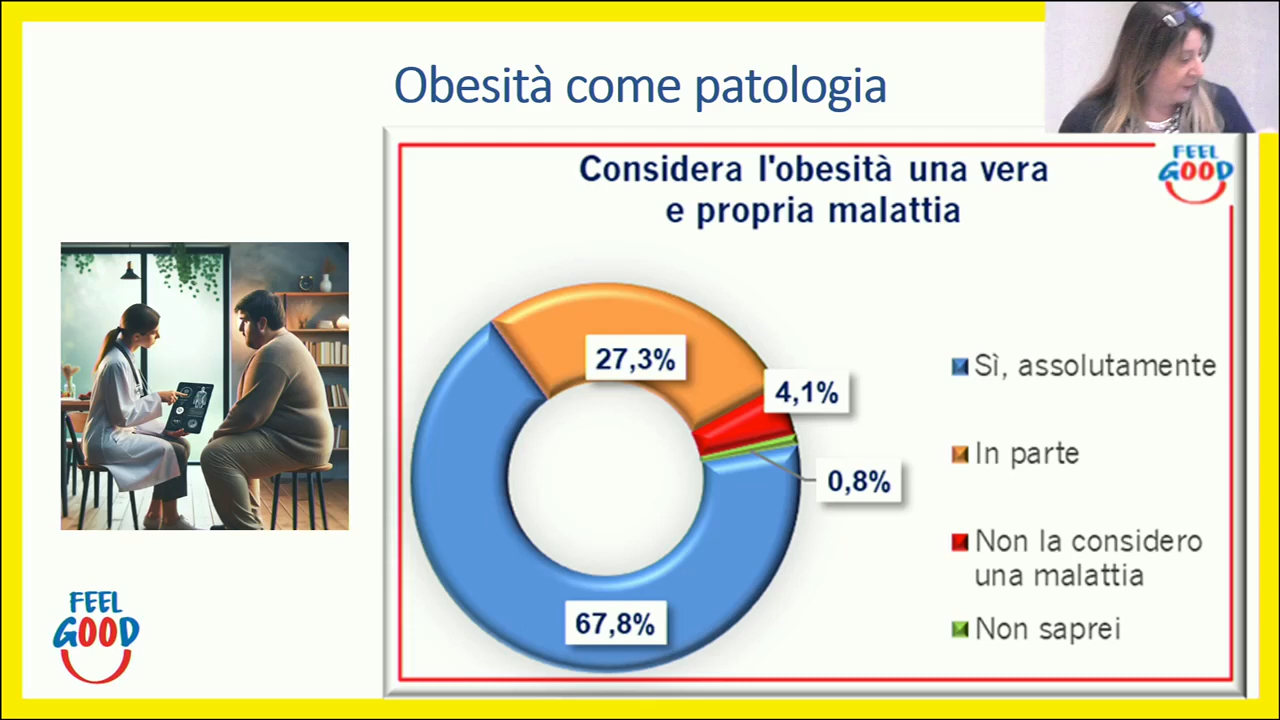 Obesità come patologia
Considera l'obesità una vera
e propria malattia
FEEL
GOOD
27,3%
4,1%
0,8%
67,8%
Sì, assolutamente
In parte
Non la considero
una malattia
Non saprei
FEEL
GOOD